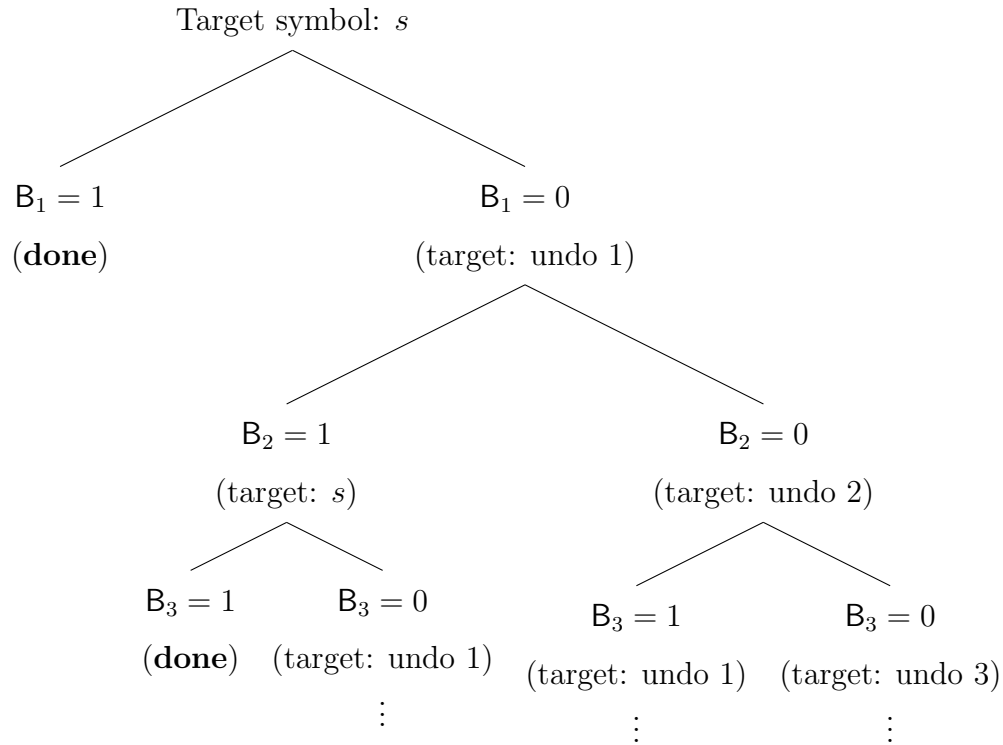 Target symbol: s
B₁ = 1
(done)
B₁ = 0
(target: undo 1)
B₂ = 1
(target: s)
B₂ = 0
(target: undo 2)
B₃ = 1
(done)
B₃ = 0
(target: undo 1)
⋮
B₃ = 1
(target: undo 1)
⋮
B₃ = 0
(target: undo 3)
⋮